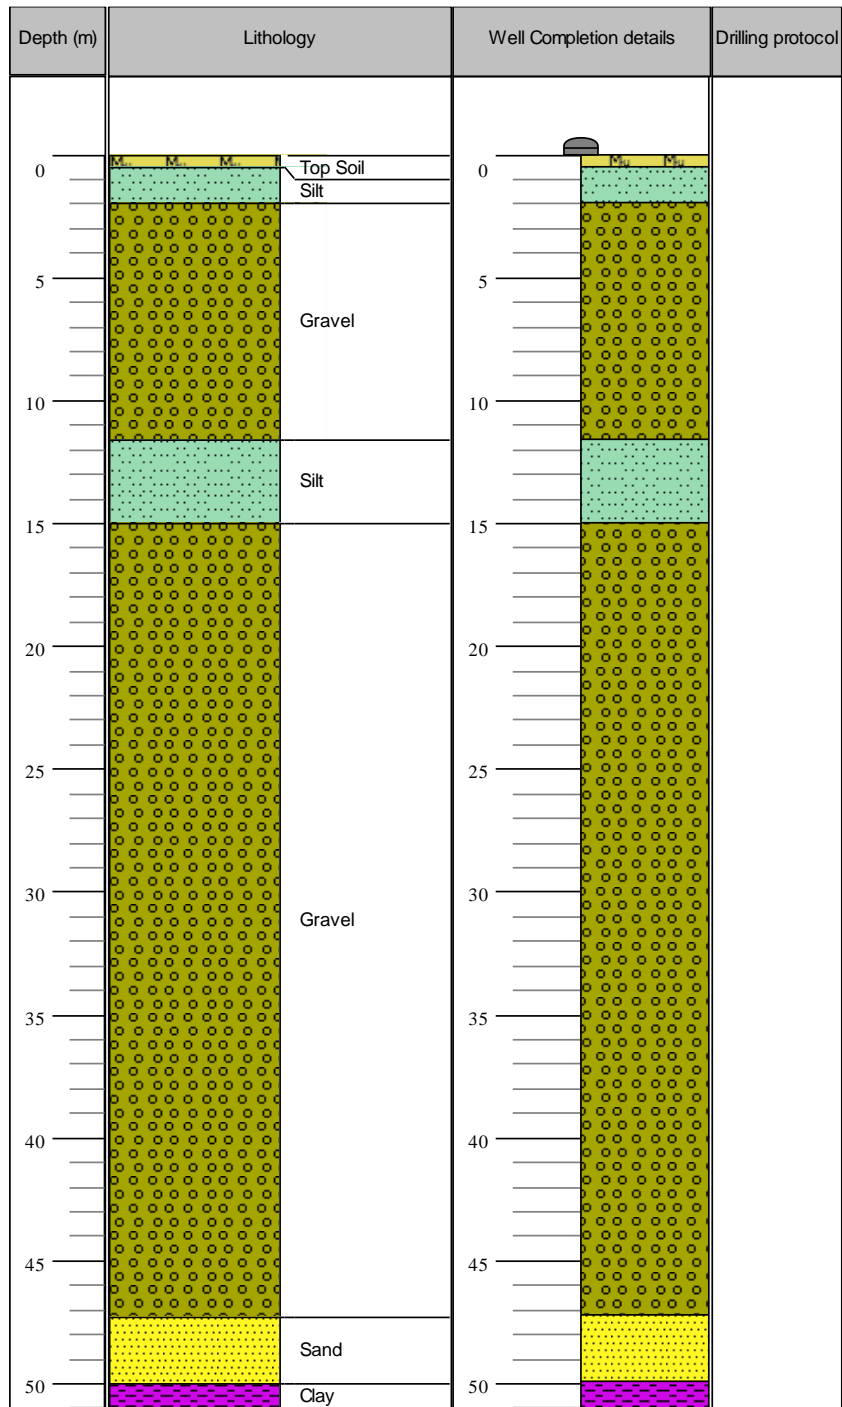 Depth (m) Lithology Well Completion details Drilling protocol
0 Top Soil 0
Silt
5 5
Gravel
10 10
Silt
15 15
20 20
25 25
30 30
Gravel
35 35
40 40
45 45
Sand
50 50
Clay